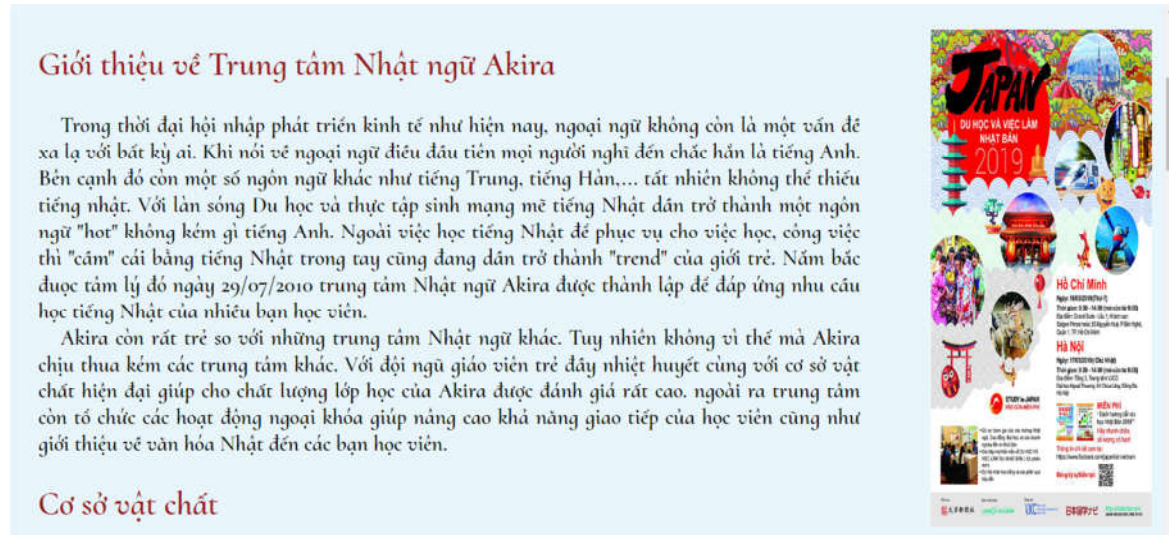 Giới thiệu về Trung tâm Nhật ngữ Akira
Trong thời đại hội nhập phát triển kinh tế như hiện nay, ngoại ngữ không còn là một vấn đề
xa lạ với bất kỳ ai. Khi nói về ngoại ngữ điều đầu tiên mọi người nghĩ đến chắc hẳn là tiếng Anh.
Bên cạnh đó còn một số ngôn ngữ khác như tiếng Trung, tiếng Hàn,... tất nhiên không thể thiếu
tiếng nhật. Với làn sóng Du học và thực tập sinh mạng mẽ tiếng Nhật dần trở thành một ngôn
ngữ "hot" không kém gì tiếng Anh. Ngoài việc học tiếng Nhật để phục vụ cho việc học, công việc
thì "cầm" cái bằng tiếng Nhật trong tay cũng đang dần trở thành "trend" của giới trẻ. Nắm bắc
đuọc tâm lý đó ngày 29/07/2010 trung tâm Nhật ngữ Akira được thành lập để đáp ứng nhu cầu
học tiếng Nhật của nhiều bạn học viên.
Akira còn rất trẻ so với những trung tâm Nhật ngữ khác. Tuy nhiên không vì thế mà Akira
chịu thua kém các trung tâm khác. Với đội ngũ giáo viên trẻ đầy nhiệt huyết cùng với cơ sở vật
chất hiện đại giúp cho chất lượng lớp học của Akira được đánh giá rất cao. ngoài ra trung tâm
còn tổ chức các hoạt động ngoại khóa giúp nâng cao khả năng giao tiếp của học viên cũng như
giới thiệu về văn hóa Nhật đến các bạn học viên.
Cơ sở vật chất
JAPAN
DU HỌC VÀ VIỆC LÀM
NHẬT BẢN
2019
Hồ Chí Minh
Hà Nội
STUDY in JAPAN
MIỄN PHÍ